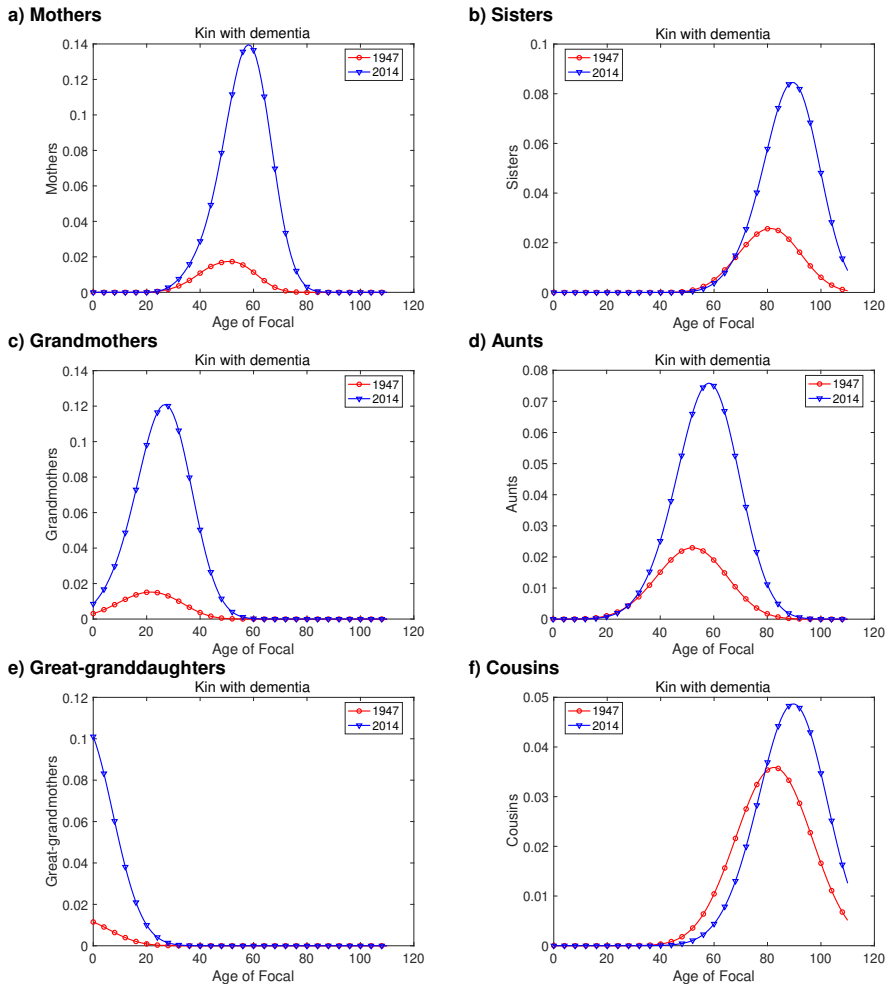 a) Mothers
Kin with dementia
1947
2014
0.14
0.12
0.1
0.08
0.06
0.04
0.02
0
Mothers
0 20 40 60 80 100 120
Age of Focal
b) Sisters
Kin with dementia
1947
2014
0.1
0.08
0.06
0.04
0.02
0
Sisters
0 20 40 60 80 100 120
Age of Focal
c) Grandmothers
Kin with dementia
1947
2014
0.14
0.12
0.1
0.08
0.06
0.04
0.02
0
Grandmothers
0 20 40 60 80 100 120
Age of Focal
d) Aunts
Kin with dementia
1947
2014
0.08
0.07
0.06
0.05
0.04
0.03
0.02
0.01
0
Aunts
0 20 40 60 80 100 120
Age of Focal
e) Great-granddaughters
Kin with dementia
1947
2014
0.12
0.1
0.08
0.06
0.04
0.02
0
Great-grandmothers
0 20 40 60 80 100 120
Age of Focal
f) Cousins
Kin with dementia
1947
2014
0.05
0.04
0.03
0.02
0.01
0
Cousins
0 20 40 60 80 100 120
Age of Focal